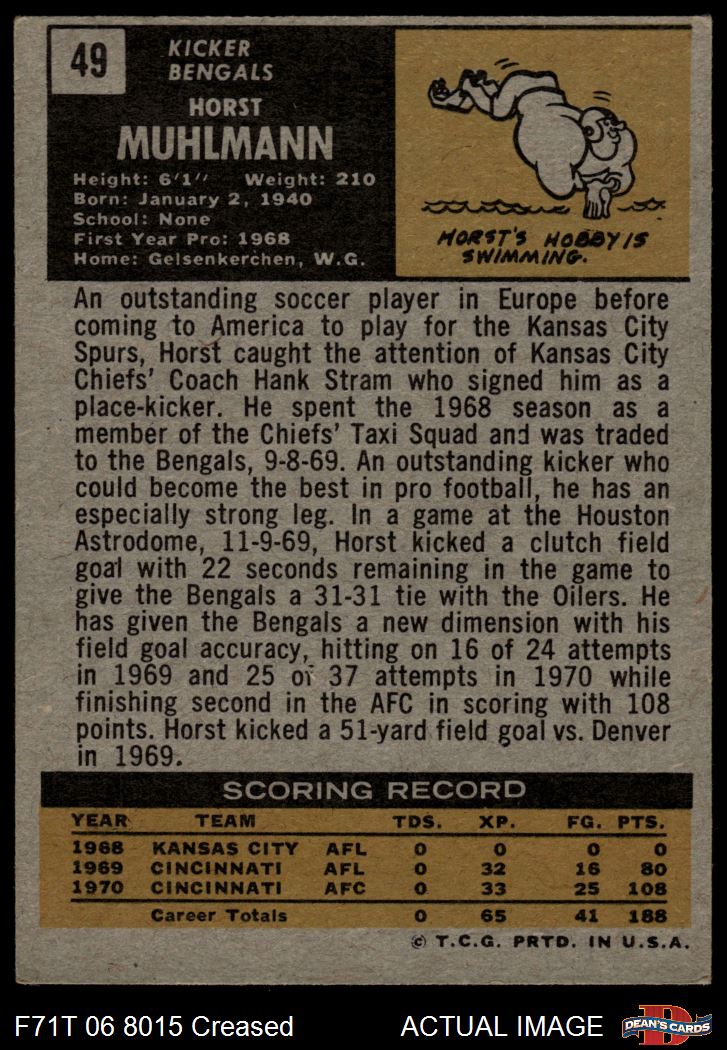 49
KICKER
BENGALS
HORST
MUHLMANN
Height: 6'1" Weight: 210
Born: January 2, 1940
School: None
First Year Pro: 1968
Home: Gelsenkerchen, W.G.
HORST'S HOBBY IS
SWIMMING.
An outstanding soccer player in Europe before
coming to America to play for the Kansas City
Spurs, Horst caught the attention of Kansas City
Chiefs' Coach Hank Stram who signed him as a
place-kicker. He spent the 1968 season as a
member of the Chiefs' Taxi Squad and was traded
to the Bengals, 9-8-69. An outstanding kicker who
could become the best in pro football, he has an
especially strong leg. In a game at the Houston
Astrodome, 11-9-69, Horst kicked a clutch field
goal with 22 seconds remaining in the game to
give the Bengals a 31-31 tie with the Oilers. He
has given the Bengals a new dimension with his
field goal accuracy, hitting on 16 of 24 attempts
in 1969 and 25 of 37 attempts in 1970 while
finishing second in the AFC in scoring with 108
points. Horst kicked a 51-yard field goal vs. Denver
in 1969.
SCORING RECORD
YEAR TEAM TDS. XP. FG. PTS.
1968 KANSAS CITY AFL 0 0 0 0
1969 CINCINNATI AFL 0 32 16 80
1970 CINCINNATI AFC 0 33 25 108
Career Totals 0 65 41 188
© T.C.G. PRTD. IN U.S.A.
F71T 06 8015 Creased ACTUAL IMAGE D DEAN'S CARDS